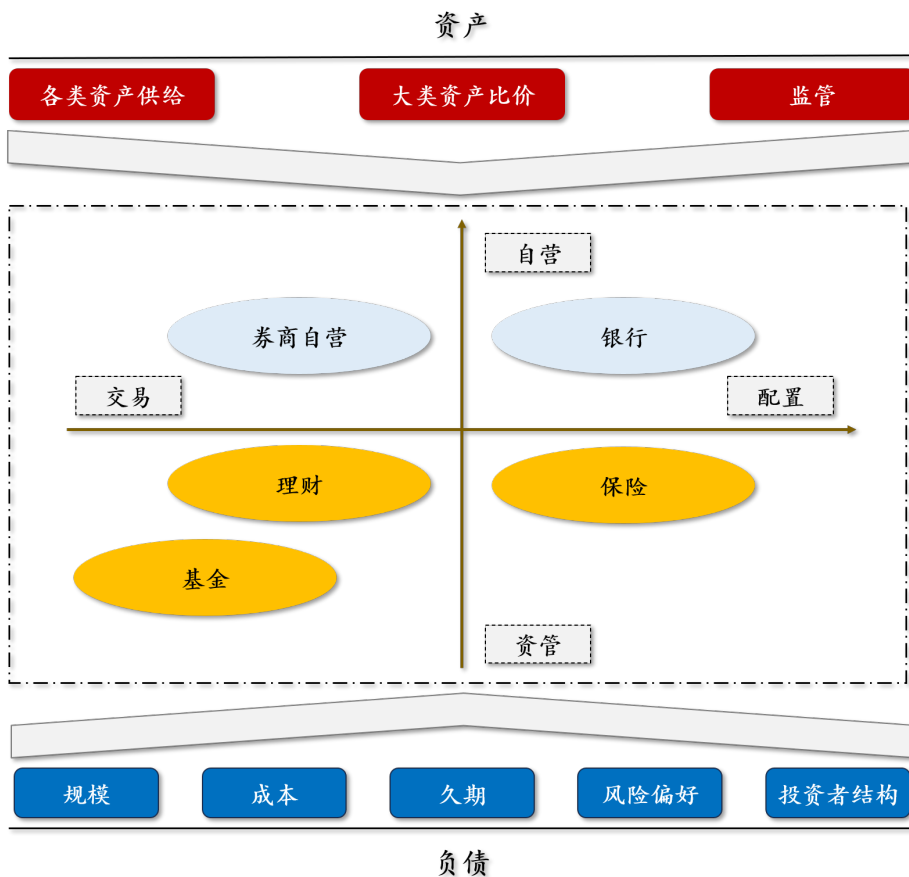 资产
各类资产供给
大类资产比价
监管
自营
券商自营
银行
交易
配置
理财
保险
基金
资管
规模
成本
久期
风险偏好
投资者结构
负债